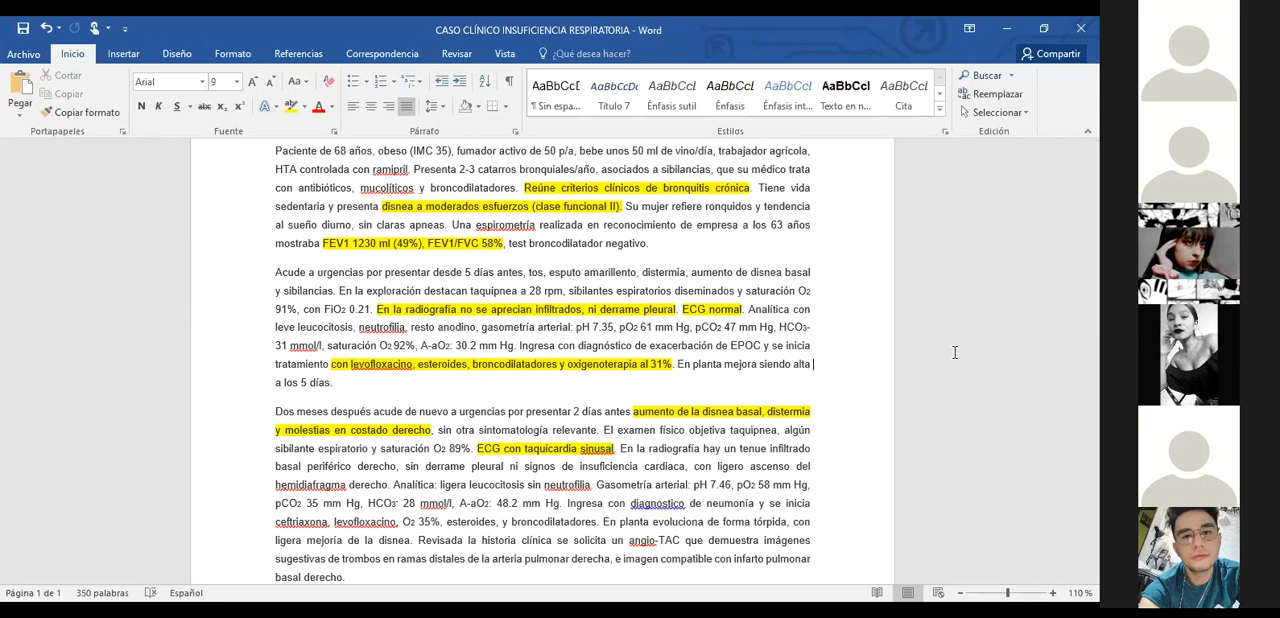 CASO CLÍNICO INSUFICIENCIA RESPIRATORIA - Word
Archivo Inicio Insertar Diseño Formato Referencias Correspondencia Revisar Vista ¿Qué desea hacer? Compartir
Pegar
Cortar
Copiar
Copiar formato
Portapapeles
Arial 9
N K S abc x₂ x²
Fuente
Párrafo
AaBbCcI AaBbCcDc AaBbCcI AaBbCcI AaBbCcI AaBbCcI AaBbCcI
¶ Sin espa... Título 7 Énfasis sutil Énfasis Énfasis int... Texto en n... Cita
Estilos
Buscar
Reemplazar
Seleccionar
Edición
Paciente de 68 años, obeso (IMC 35), fumador activo de 50 p/a, bebe unos 50 ml de vino/día, trabajador agrícola,
HTA controlada con ramipril. Presenta 2-3 catarros bronquiales/año, asociados a sibilancias, que su médico trata
con antibióticos, mucolíticos y broncodilatadores. Reúne criterios clínicos de bronquitis crónica. Tiene vida
sedentaria y presenta disnea a moderados esfuerzos (clase funcional II). Su mujer refiere ronquidos y tendencia
al sueño diurno, sin claras apneas. Una espirometría realizada en reconocimiento de empresa a los 63 años
mostraba FEV1 1230 ml (49%), FEV1/FVC 58%, test broncodilatador negativo.
Acude a urgencias por presentar desde 5 días antes, tos, esputo amarillento, distermia, aumento de disnea basal
y sibilancias. En la exploración destacan taquipnea a 28 rpm, sibilantes espiratorios diseminados y saturación O2
91%, con FiO2 0.21. En la radiografía no se aprecian infiltrados, ni derrame pleural. ECG normal. Analítica con
leve leucocitosis, neutrofilia, resto anodino, gasometría arterial: pH 7.35, pO2 61 mm Hg, pCO2 47 mm Hg, HCO3-
31 mmol/l, saturación O2 92%, A-aO2: 30.2 mm Hg. Ingresa con diagnóstico de exacerbación de EPOC y se inicia
tratamiento con levofloxacino, esteroides, broncodilatadores y oxigenoterapia al 31%. En planta mejora siendo alta
a los 5 días.
Dos meses después acude de nuevo a urgencias por presentar 2 días antes aumento de la disnea basal, distermia
y molestias en costado derecho, sin otra sintomatología relevante. El examen físico objetiva taquipnea, algún
sibilante espiratorio y saturación O2 89%. ECG con taquicardia sinusal. En la radiografía hay un tenue infiltrado
basal periférico derecho, sin derrame pleural ni signos de insuficiencia cardiaca, con ligero ascenso del
hemidiafragma derecho. Analítica: ligera leucocitosis sin neutrofilia. Gasometría arterial: pH 7.46, pO2 58 mm Hg,
pCO2 35 mm Hg, HCO3- 28 mmol/l, A-aO2: 48.2 mm Hg. Ingresa con diagnostico de neumonía y se inicia
ceftriaxona, levofloxacino, O2 35%, esteroides, y broncodilatadores. En planta evoluciona de forma tórpida, con
ligera mejoría de la disnea. Revisada la historia clínica se solicita un angio-TAC que demuestra imágenes
sugestivas de trombos en ramas distales de la arteria pulmonar derecha, e imagen compatible con infarto pulmonar
basal derecho.
Página 1 de 1 350 palabras Español 110 %